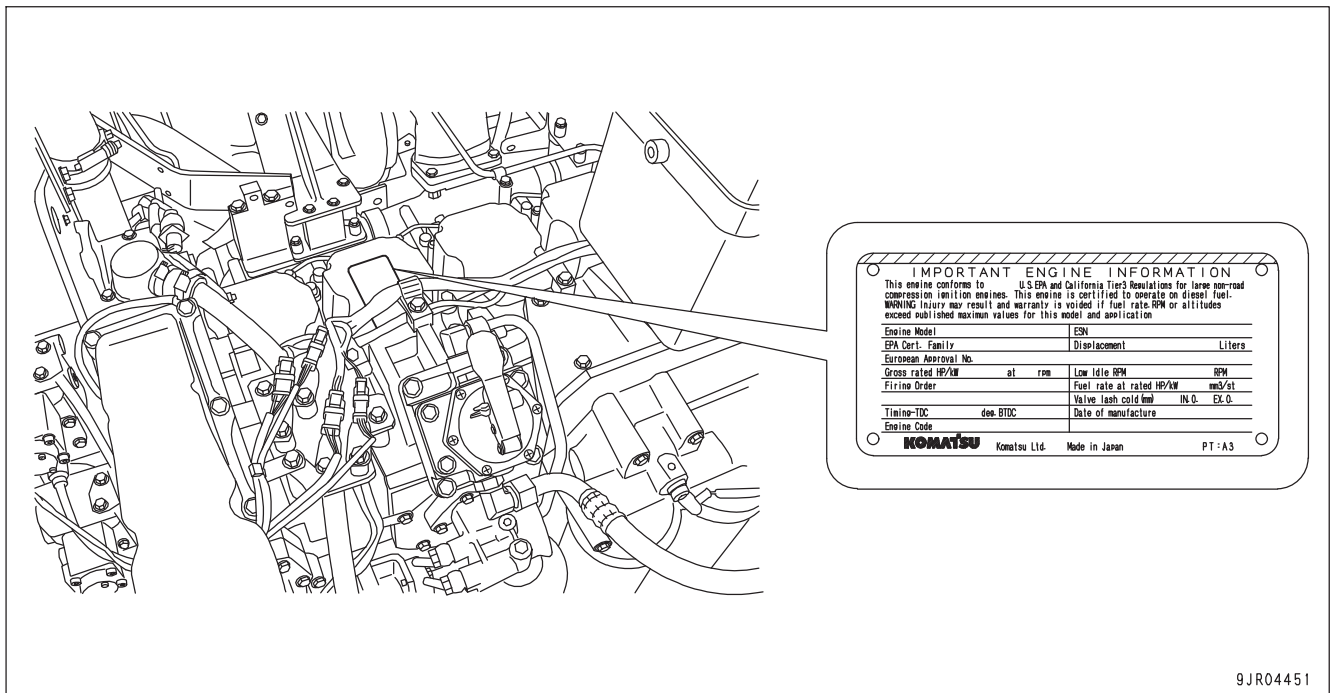 IMPORTANT ENGINE INFORMATION
This engine conforms to U.S.EPA and California Tier3 Regulations for large non-road
compression ignition engines. This engine is certified to operate on diesel fuel.
WARNING Injury may result and warranty is voided if fuel rate. RPM or altitudes
exceed published maximun values for this model and application
Engine Model ESN
EPA Cert. Family Displacement Liters
European Approval No.
Gross rated HP/kW at rpm Low Idle RPM RPM
Firing Order Fuel rate at rated HP/kW mm3/st
Valve lash cold(mm) IN.0. EX.0.
Timing-TDC deg.BTDC Date of manufacture
Engine Code
KOMATSU Komatsu Ltd. Made in Japan PT:A3
9JR04451